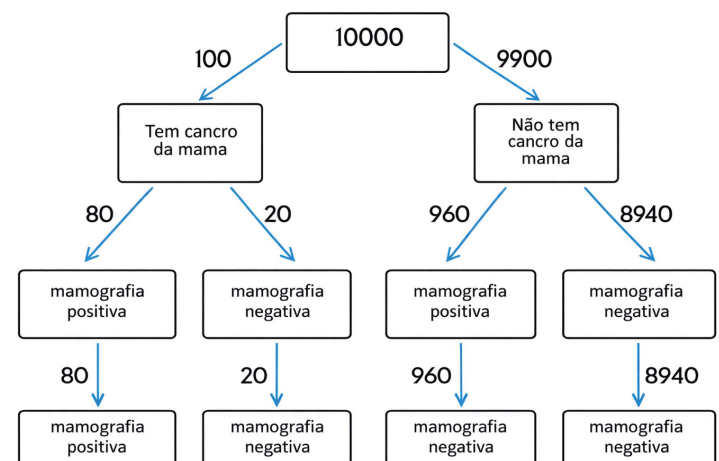 10000
100
9900
Tem cancro
da mama
Não tem
cancro da
mama
80
20
960
8940
mamografia
positiva
mamografia
negativa
mamografia
positiva
mamografia
negativa
80
20
960
8940
mamografia
positiva
mamografia
negativa
mamografia
negativa
mamografia
negativa